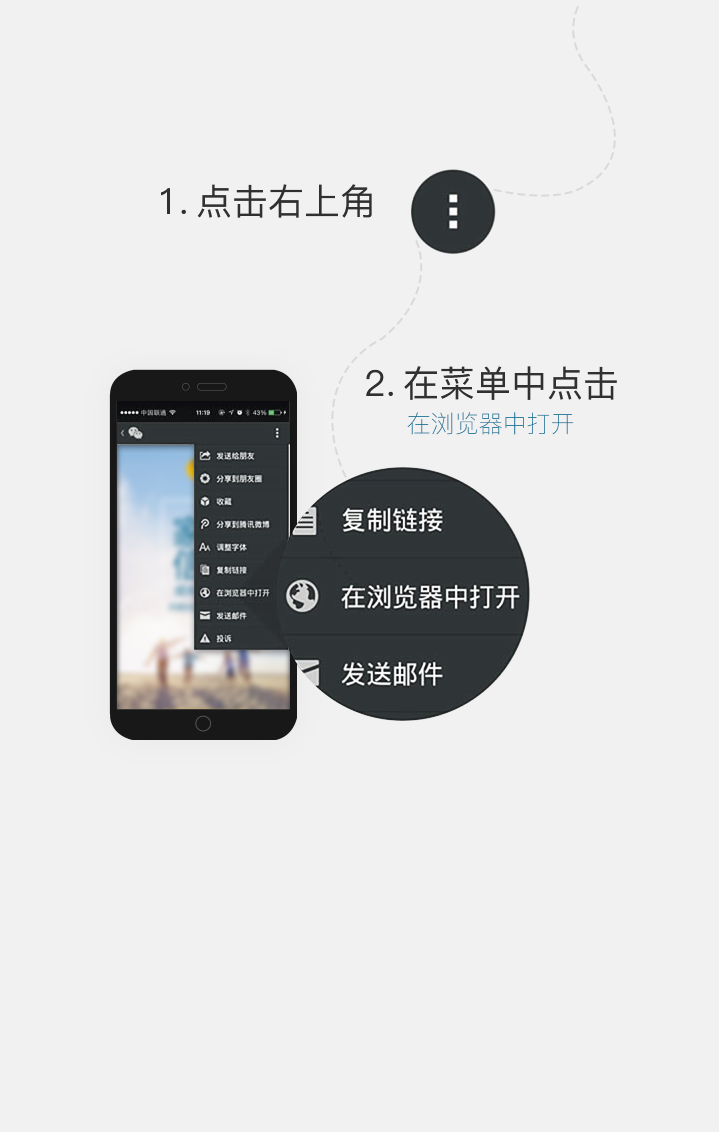 1. 点击右上角
2. 在菜单中点击
在浏览器中打开
中国联通 11:19 43%
发送给朋友
分享到朋友圈
收藏
分享到腾讯微博
调整字体
复制链接
在浏览器中打开
发送邮件
投诉
复制链接
在浏览器中打开
发送邮件